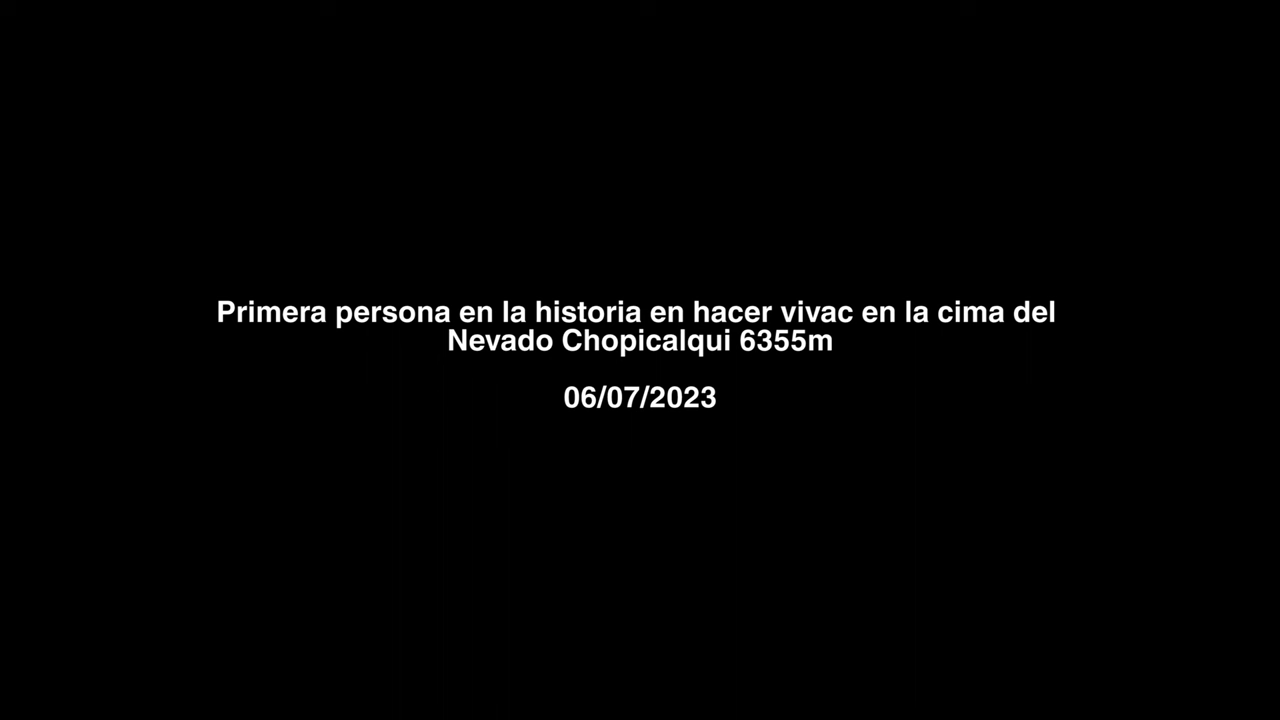 Primera persona en la historia en hacer vivac en la cima del
Nevado Chopicalqui 6355m
06/07/2023